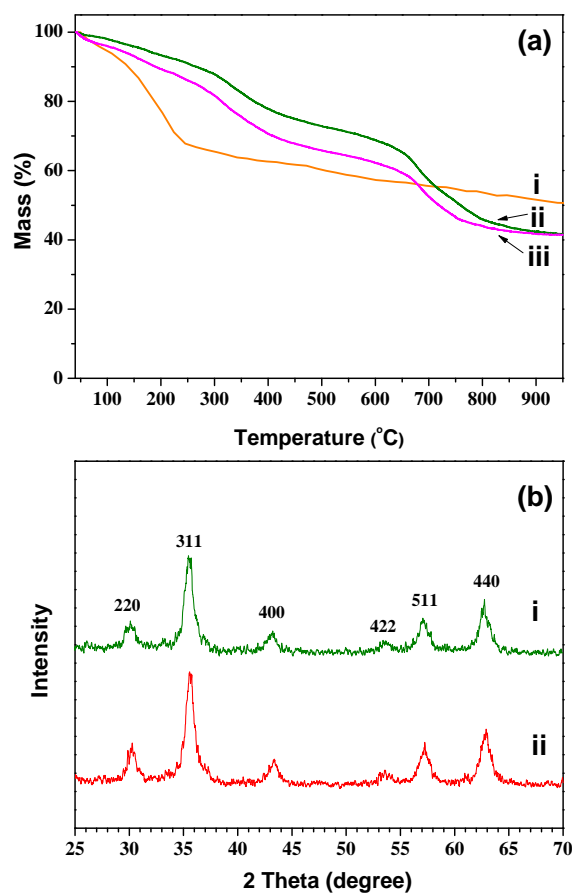 (a)
100
80
60
40
20
0
Mass (%)
i
ii
iii
100 200 300 400 500 600 700 800 900
Temperature (°C)
(b)
Intensity
220 311 400 422 511 440
i
ii
25 30 35 40 45 50 55 60 65 70
2 Theta (degree)